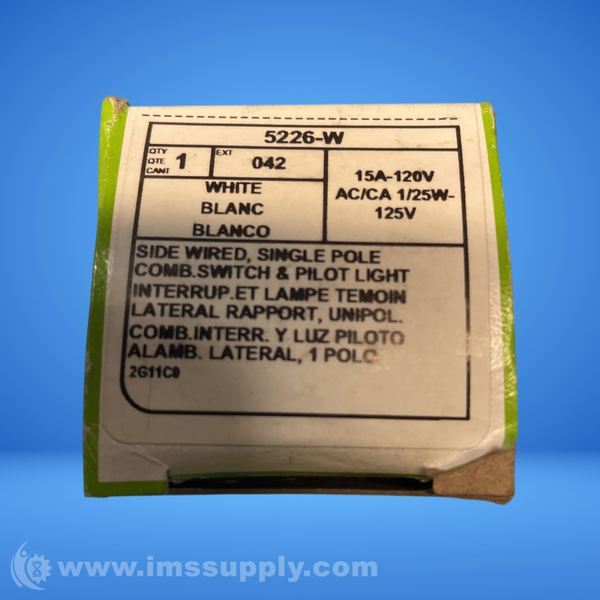 5226-W
QTY
QTE
CANT
1
EXT
042
15A-120V
AC/CA 1/25W-
125V
WHITE
BLANC
BLANCO
SIDE WIRED, SINGLE POLE
COMB.SWITCH & PILOT LIGHT
INTERRUP.ET LAMPE TEMOIN
LATERAL RAPPORT, UNIPOL.
COMB.INTERR. Y LUZ PILOTO
ALAMB. LATERAL, 1 POLO
2G11C0
www.imssupply.com